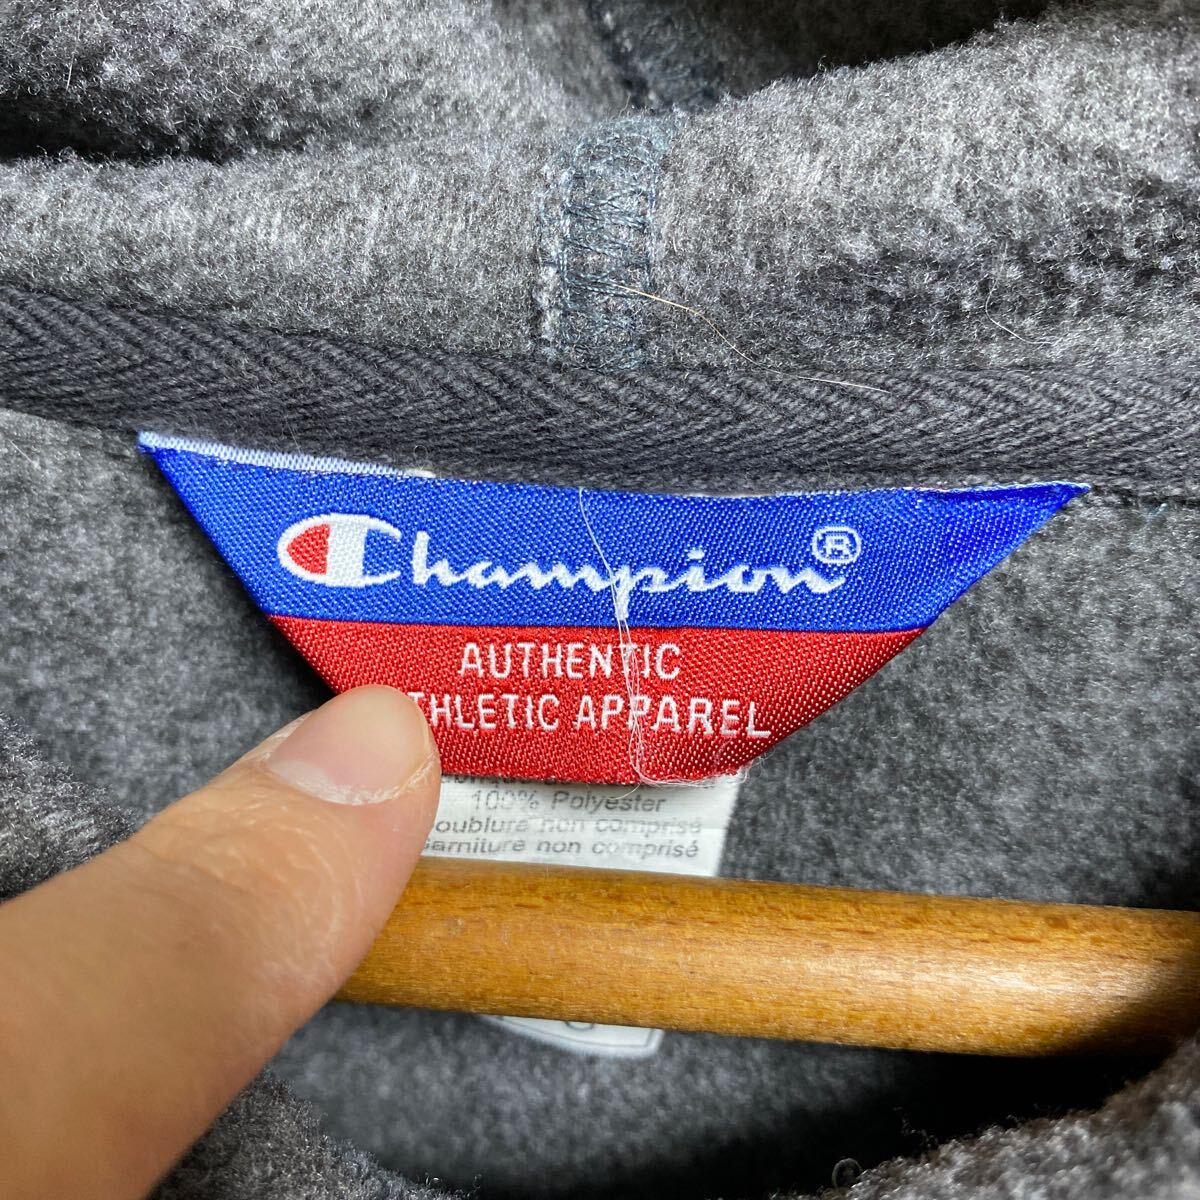 Champion®
AUTHENTIC
THLETIC APPAREL
100% Polyester
oublure non comprise
Garniture non comprise